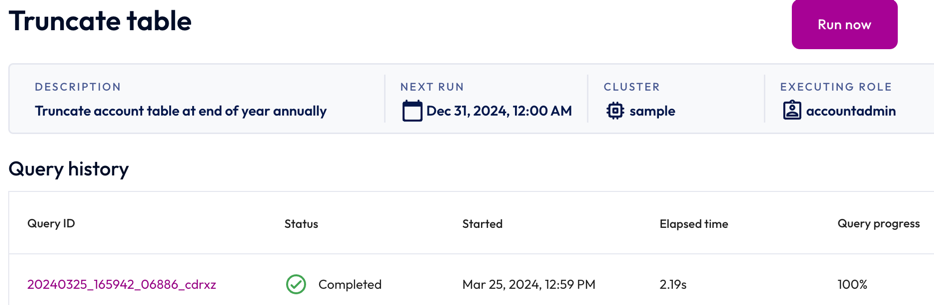 Truncate table
Run now
DESCRIPTION
Truncate account table at end of year annually
NEXT RUN
Dec 31, 2024, 12:00 AM
CLUSTER
sample
EXECUTING ROLE
accountadmin
Query history
Query ID Status Started Elapsed time Query progress
20240325_165942_06886_cdrxz Completed Mar 25, 2024, 12:59 PM 2.19s 100%